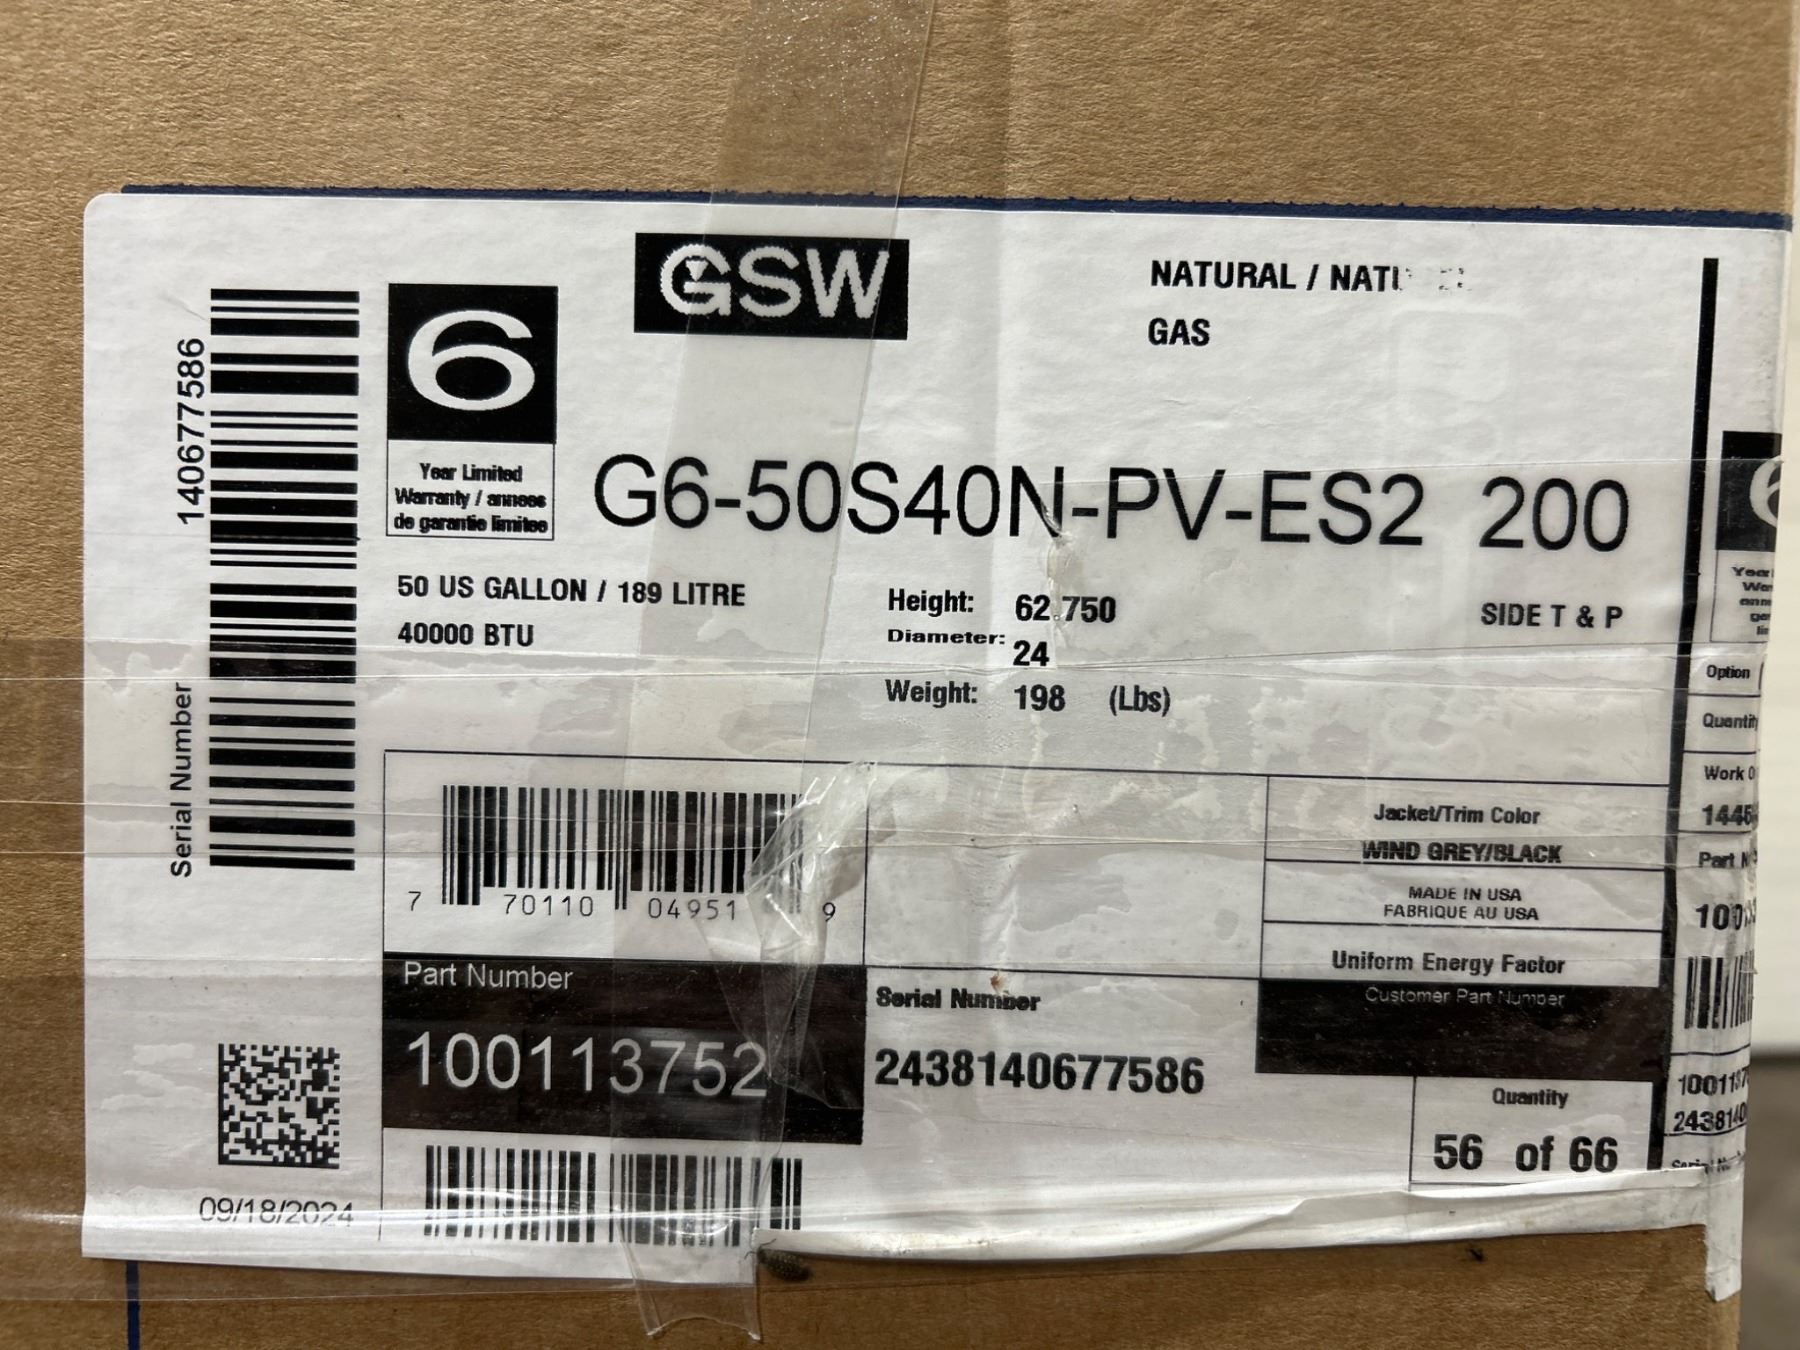 GSW
NATURAL / NATU
GAS
6
Year Limited
Warranty / annees
de garantie limitee
G6-50S40N-PV-ES2 200
50 US GALLON / 189 LITRE
40000 BTU
Height: 62.750
Diameter: 24
Weight: 198 (Lbs)
SIDE T & P
Serial Number 140677586
7 70110 04951 9
Jacket/Trim Color
WIND GREY/BLACK
MADE IN USA
FABRIQUE AU USA
Uniform Energy Factor
Customer Part Number
Part Number
100113752
Serial Number
2438140677586
Quantity
56 of 66
09/18/2024
Option
Quantity
Work O
Part N